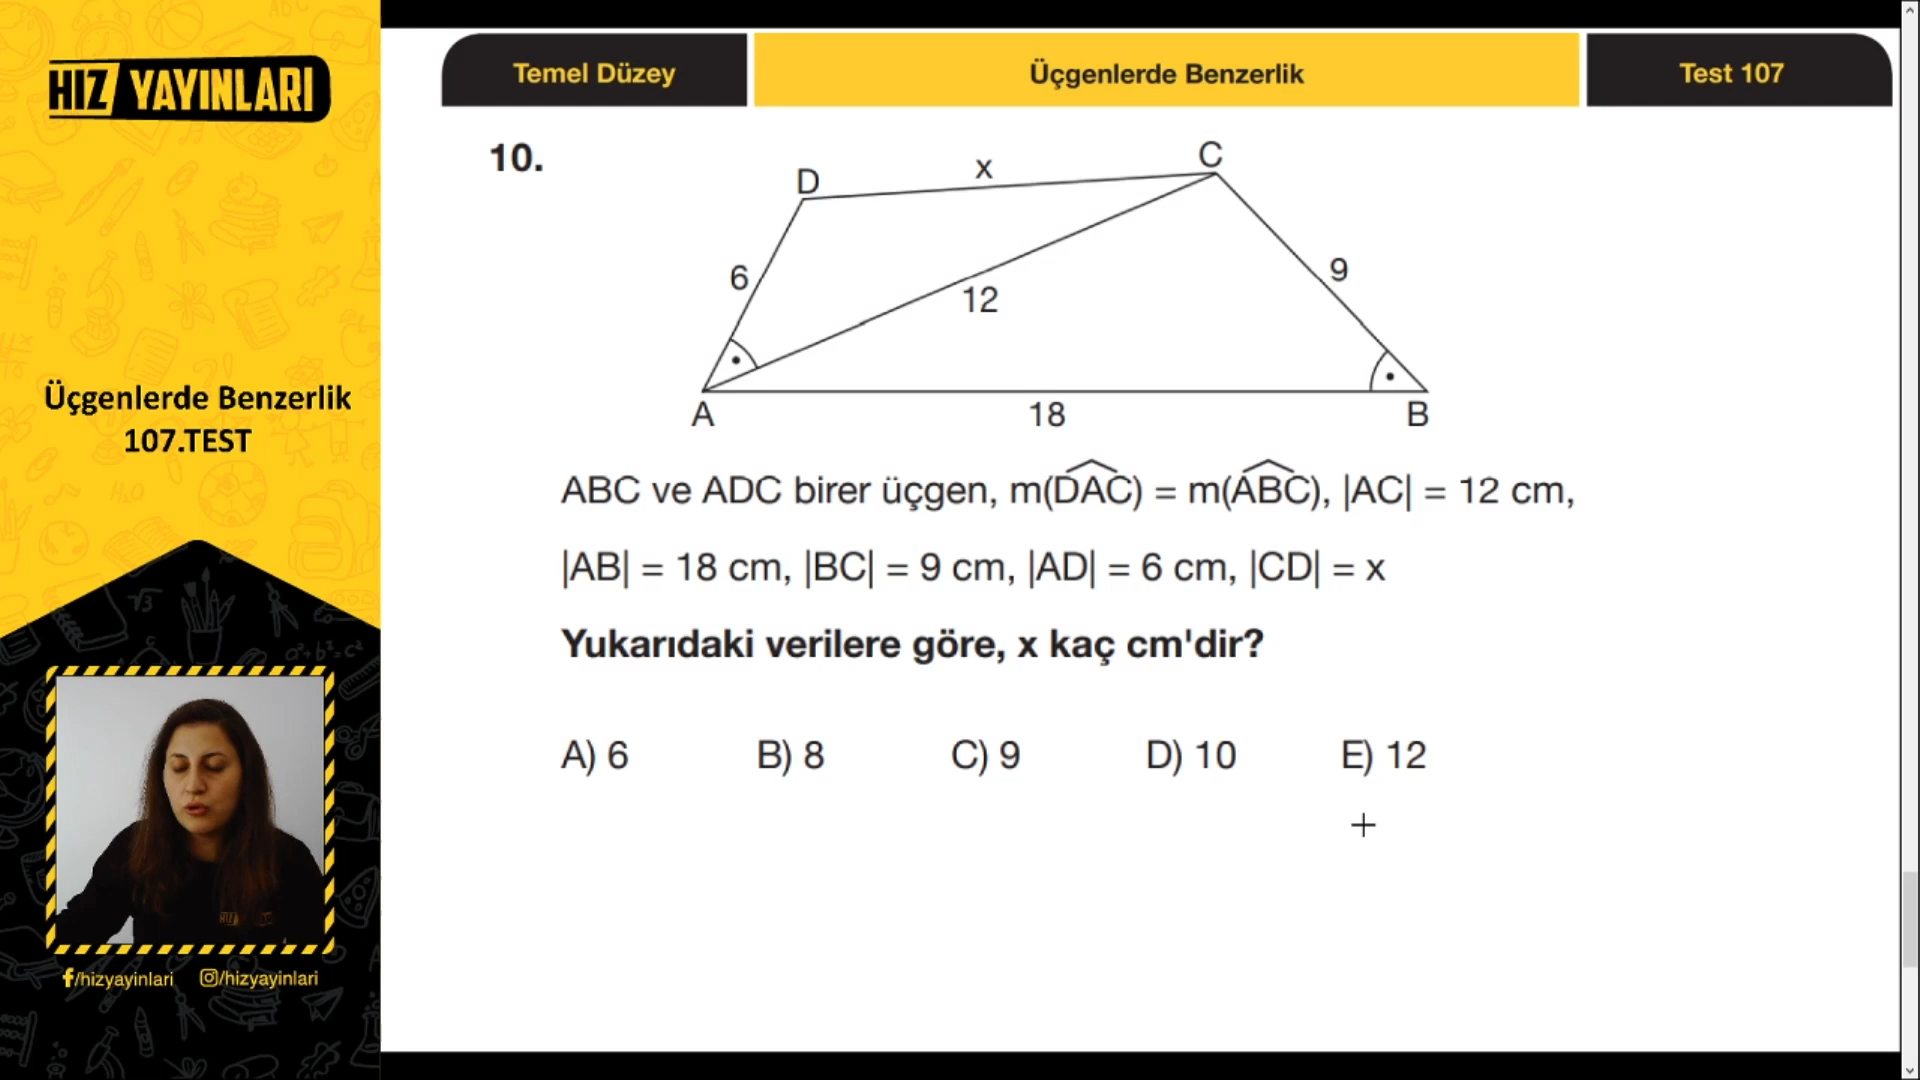 HIZ YAYINLARI
Üçgenlerde Benzerlik
107.TEST
f/hizyayinlari /hizyayinlari
Temel Düzey Üçgenlerde Benzerlik Test 107
10.
D x C
6 12 9
A 18 B
ABC ve ADC birer üçgen, m(DAC) = m(ABC), |AC| = 12 cm,
|AB| = 18 cm, |BC| = 9 cm, |AD| = 6 cm, |CD| = x
Yukarıdaki verilere göre, x kaç cm'dir?
A) 6 B) 8 C) 9 D) 10 E) 12